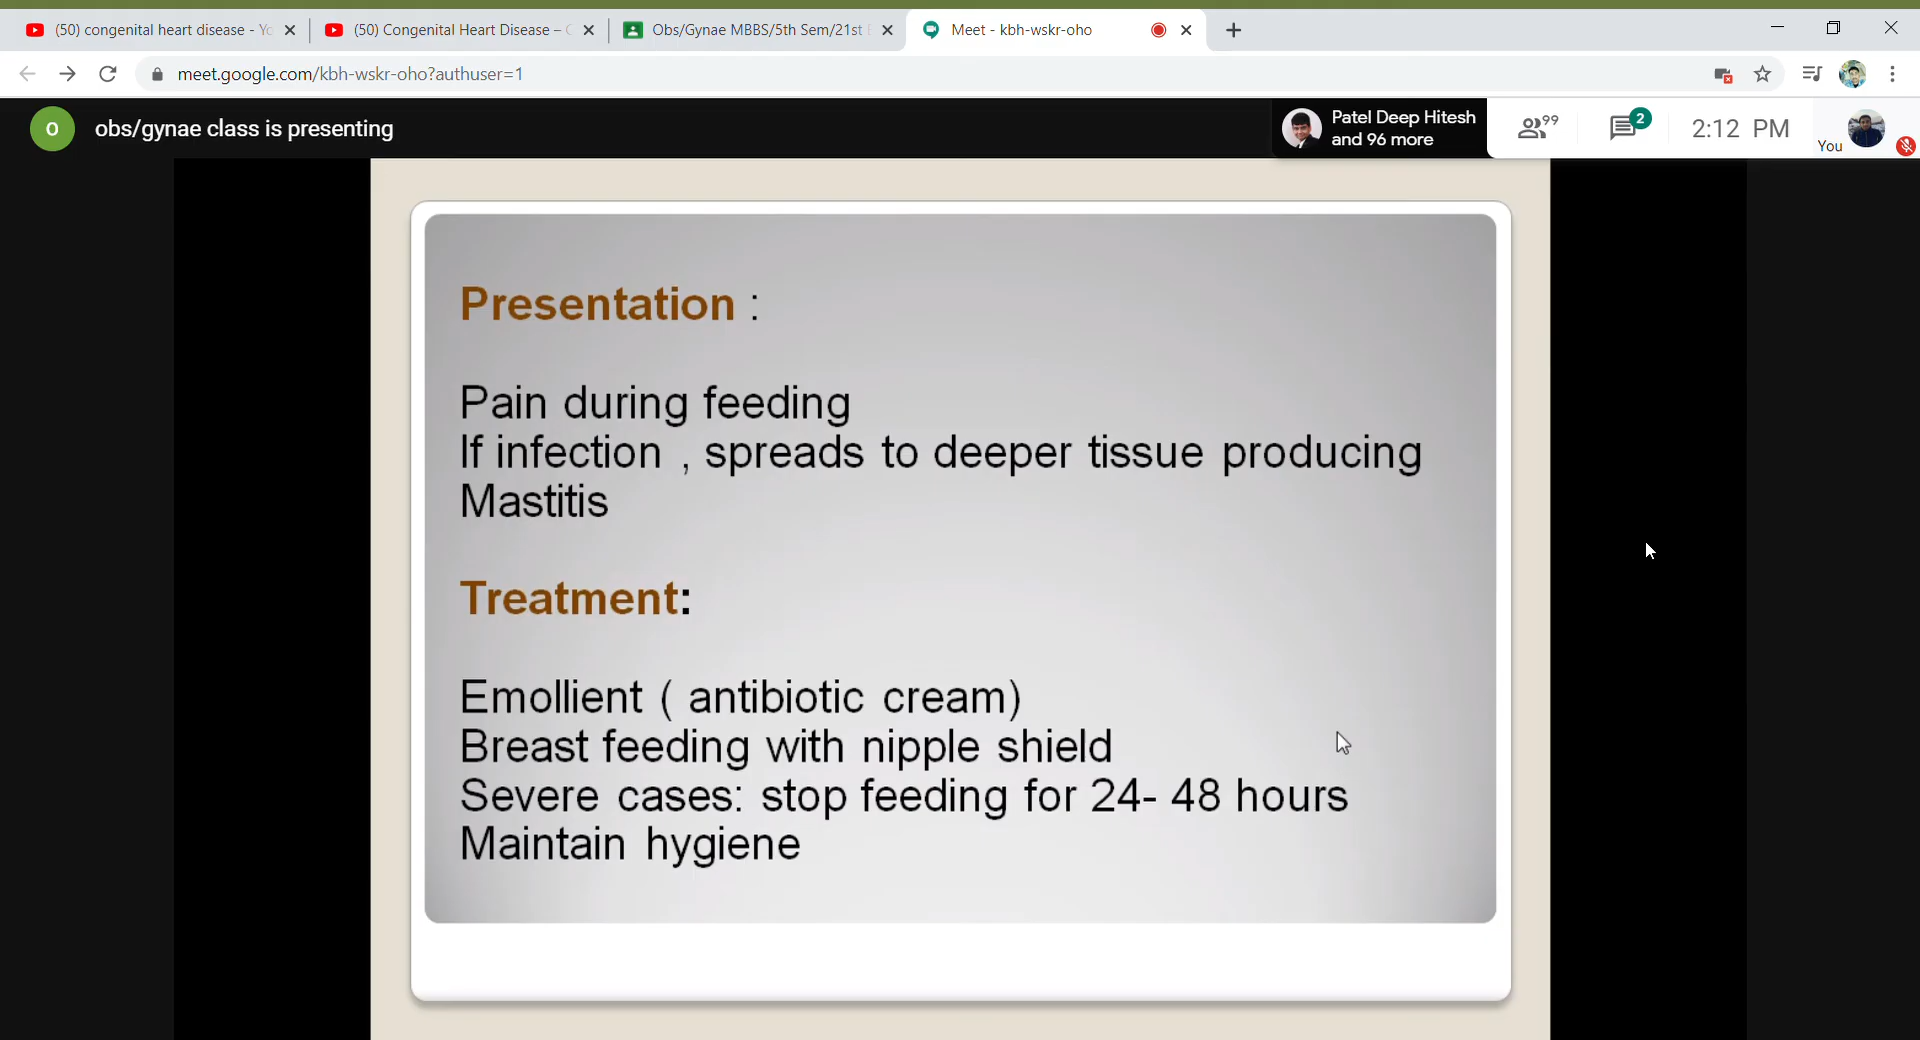 (50) congenital heart disease - Yo
(50) Congenital Heart Disease – C
Obs/Gynae MBBS/5th Sem/21st
Meet - kbh-wskr-oho
meet.google.com/kbh-wskr-oho?authuser=1
O
obs/gynae class is presenting
Patel Deep Hitesh
and 96 more
99
2
2:12 PM
You
Presentation :
Pain during feeding
If infection , spreads to deeper tissue producing
Mastitis
Treatment:
Emollient ( antibiotic cream)
Breast feeding with nipple shield
Severe cases: stop feeding for 24- 48 hours
Maintain hygiene